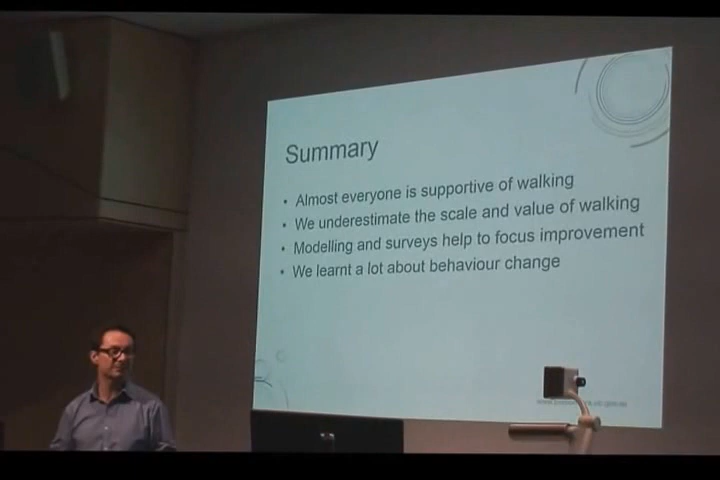 Summary
• Almost everyone is supportive of walking
• We underestimate the scale and value of walking
• Modelling and surveys help to focus improvement
• We learnt a lot about behaviour change